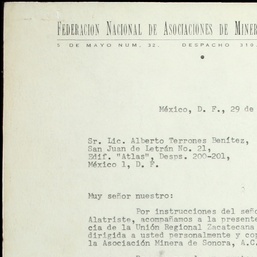 FEDERACION NACIONAL DE ASOCIACIONES DE MINER
5 DE MAYO NUM. 32. DESPACHO 319
México, D. F., 29 de
Sr. Lic. Alberto Terrones Benítez,
San Juan de Letrán No. 21,
Edif. "Atlas", Desps. 200-201,
México 1, D. F.
Muy señor nuestro:
Por instrucciones del seño
Alatriste, acompañamos a la presente
cia de la Unión Regional Zacatecana
dirigida a usted personalmente y cop
la Asociación Minera de Sonora, A.C.